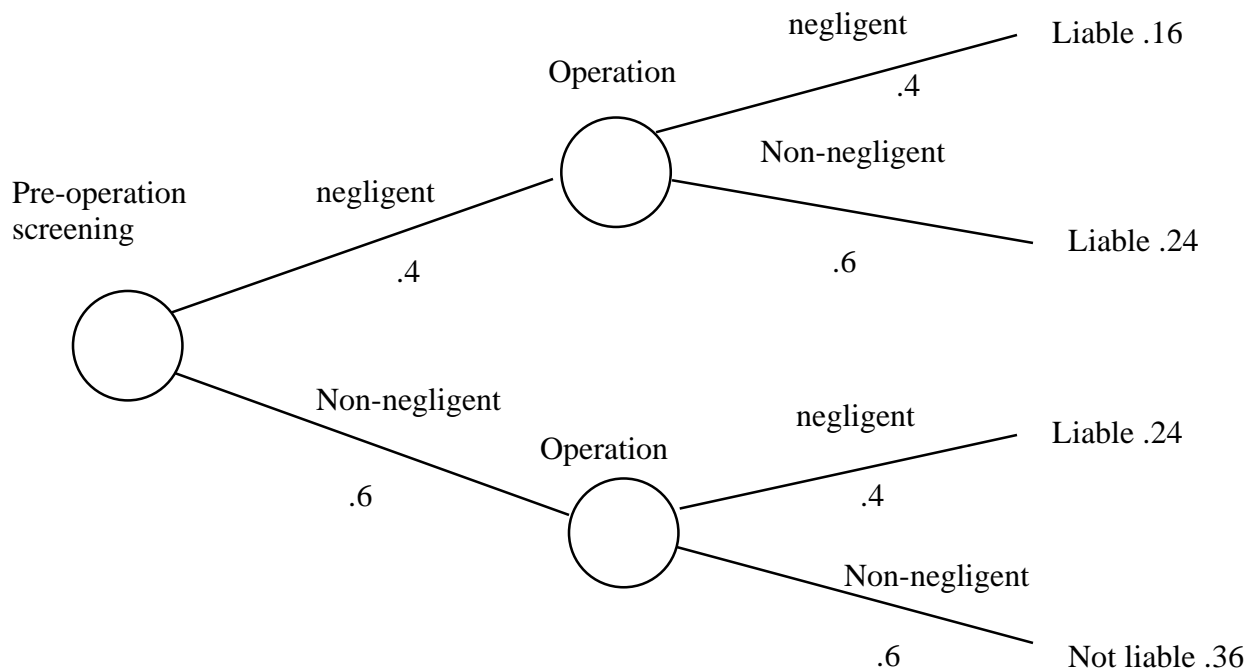 negligent
Liable .16
Operation
.4
Non-negligent
Pre-operation
screening
negligent
Liable .24
.6
.4
Non-negligent
negligent
Liable .24
Operation
.6
.4
Non-negligent
.6
Not liable .36